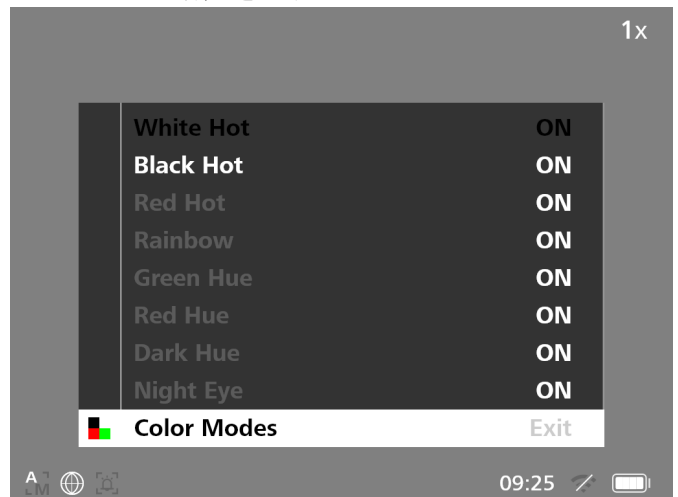 1x
White Hot ON
Black Hot ON
Red Hot ON
Rainbow ON
Green Hue ON
Red Hue ON
Dark Hue ON
Night Eye ON
Color Modes Exit
A M 09:25